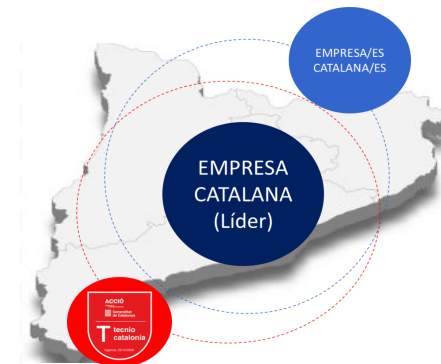 EMPRESA/ES
CATALANA/ES
EMPRESA
CATALANA
(Líder)
ACCIÓ
Generalitat
de Catalunya
T tecnio
catalonia